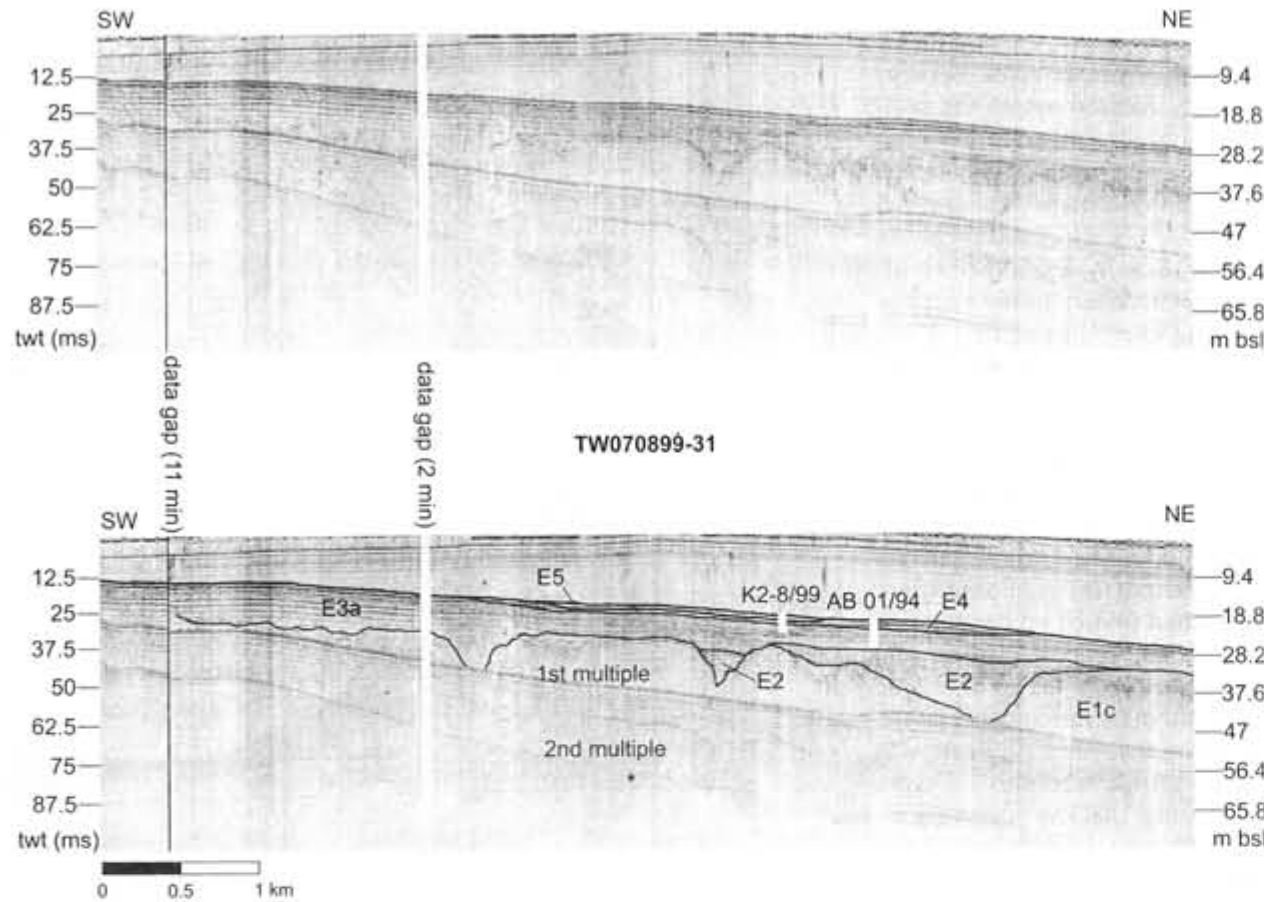 SW NE
12.5 9.4
25 18.8
37.5 28.2
50 37.6
62.5 47
75 56.4
87.5 65.8
twt (ms) m bsl
data gap (11 min)
data gap (2 min)
TW070899-31
SW NE
12.5 9.4
E5 K2-8/99 AB 01/94 E4
25 E3a 18.8
37.5 28.2
1st multiple E2 E2
50 37.6
E1c
62.5 2nd multiple 47
75 56.4
87.5 65.8
twt (ms) m bsl
0 0.5 1 km